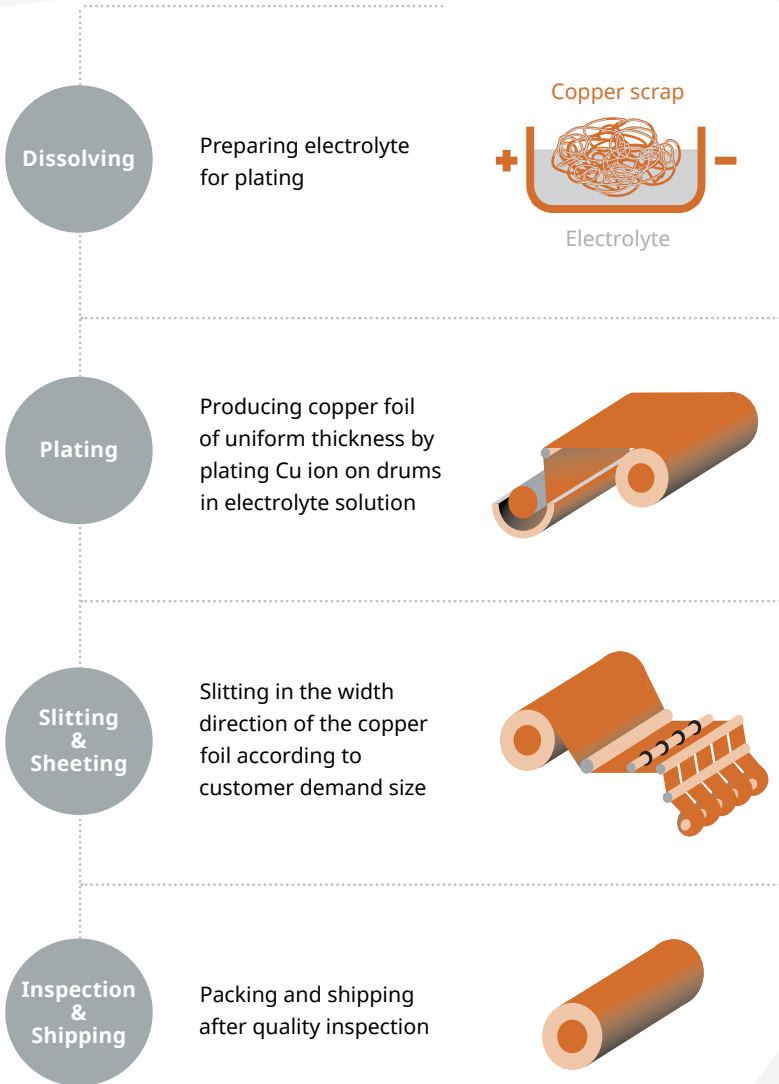 Dissolving
Preparing electrolyte
for plating
Copper scrap
+
−
Electrolyte
Plating
Producing copper foil
of uniform thickness by
plating Cu ion on drums
in electrolyte solution
Slitting
&
Sheeting
Slitting in the width
direction of the copper
foil according to
customer demand size
Inspection
&
Shipping
Packing and shipping
after quality inspection